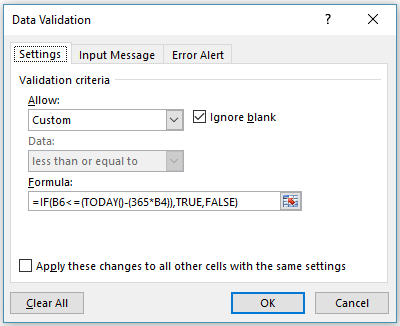 Data Validation ? ×
Settings Input Message Error Alert
Validation criteria
Allow:
Custom Ignore blank
Data:
less than or equal to
Formula:
=IF(B6<=(TODAY()-(365*B4)),TRUE,FALSE)
Apply these changes to all other cells with the same settings
Clear All OK Cancel